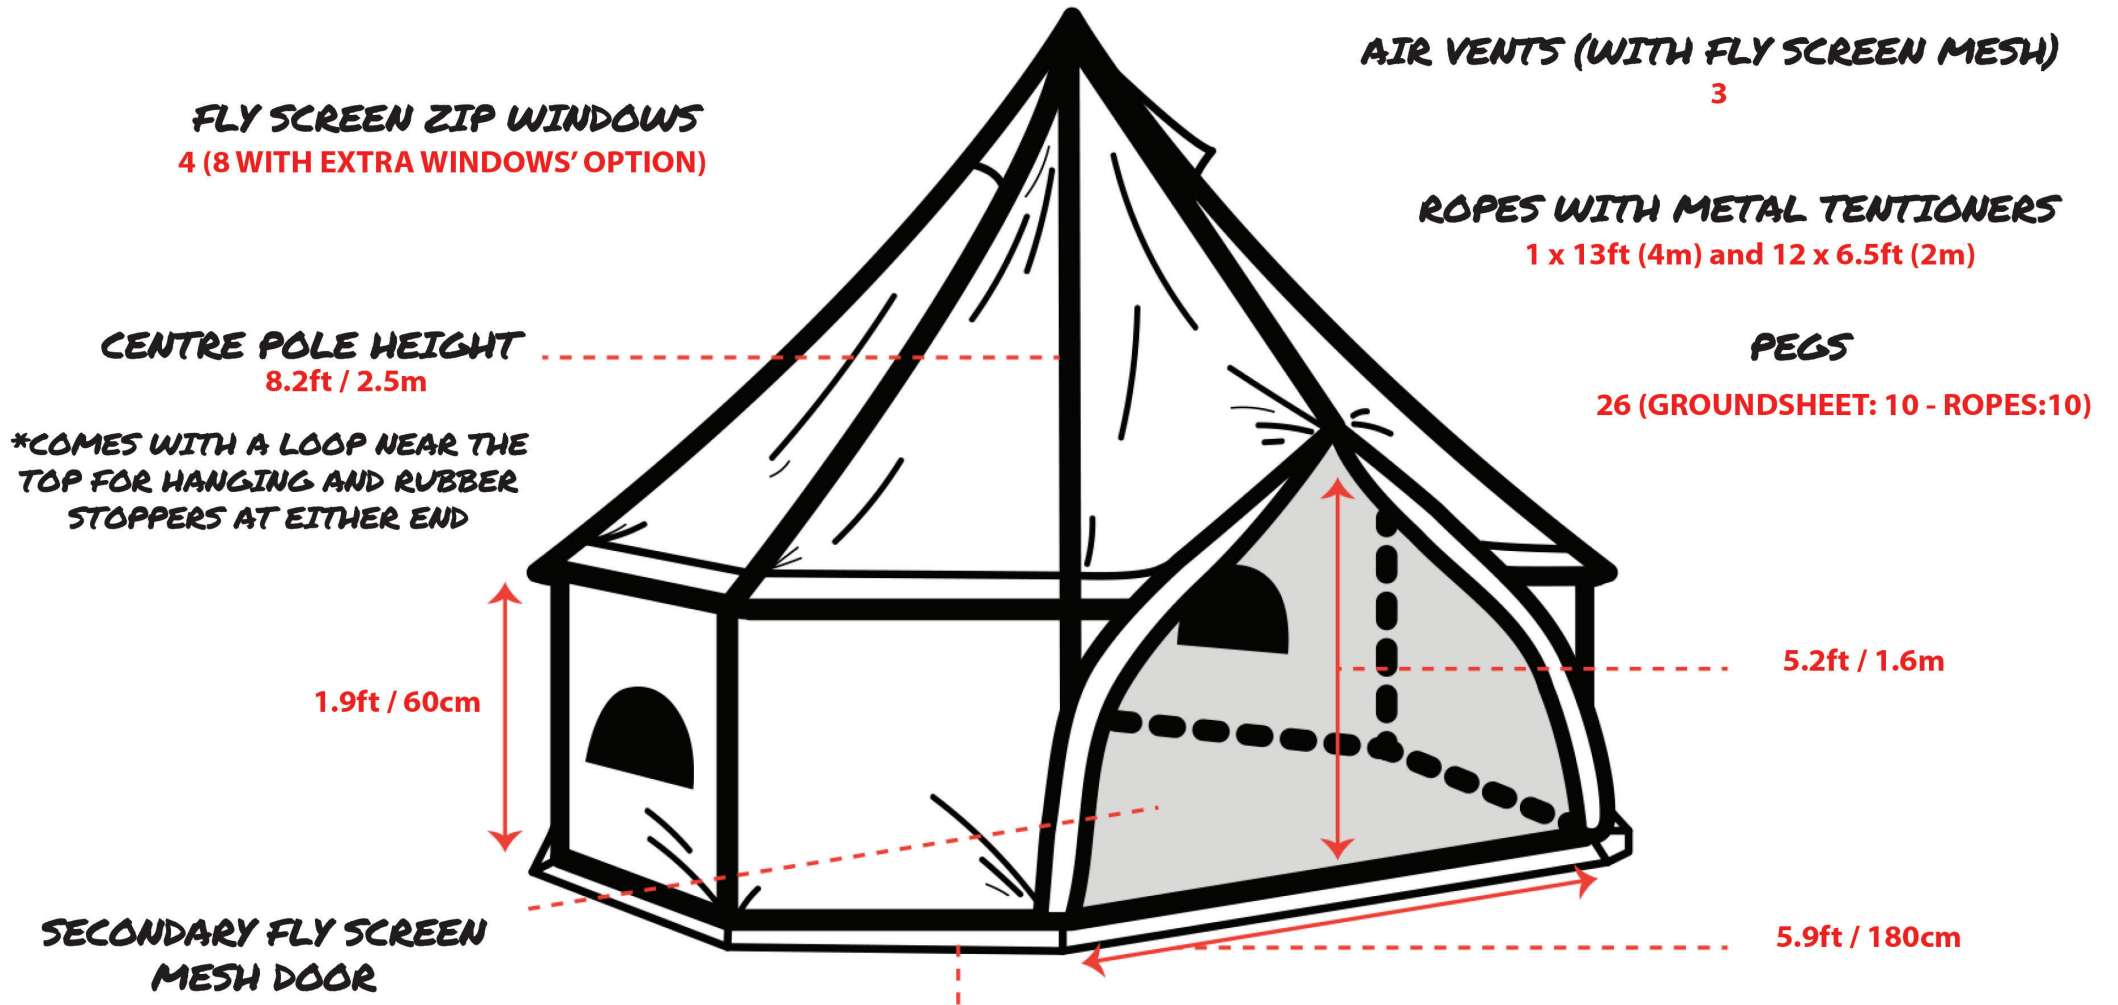 FLY SCREEN ZIP WINDOWS
4 (8 WITH EXTRA WINDOWS’ OPTION)
CENTRE POLE HEIGHT
8.2ft / 2.5m
*COMES WITH A LOOP NEAR THE
TOP FOR HANGING AND RUBBER
STOPPERS AT EITHER END
1.9ft / 60cm
SECONDARY FLY SCREEN
MESH DOOR
AIR VENTS (WITH FLY SCREEN MESH)
3
ROPES WITH METAL TENTIONERS
1 x 13ft (4m) and 12 x 6.5ft (2m)
PEGS
26 (GROUNDSHEET: 10 - ROPES:10)
5.2ft / 1.6m
5.9ft / 180cm